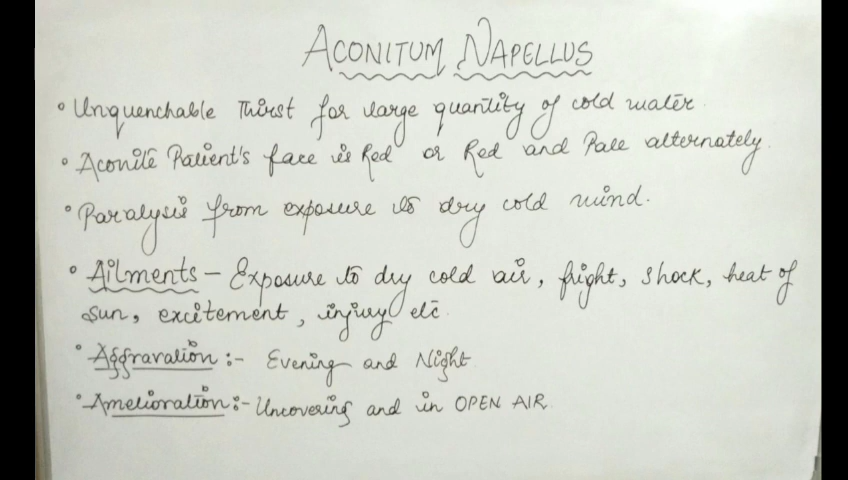 ACONITUM NAPELLUS
• Unquenchable Thirst for large quantity of cold water.
• Aconite Patient's face is Red or Red and Pale alternately.
• Paralysis from exposure to dry cold wind.
• Ailments – Exposure to dry cold air, fright, shock, heat of
sun, excitement, injury etc.
• Aggravation :- Evening and Night
• Amelioration :- Uncovering and in OPEN AIR.